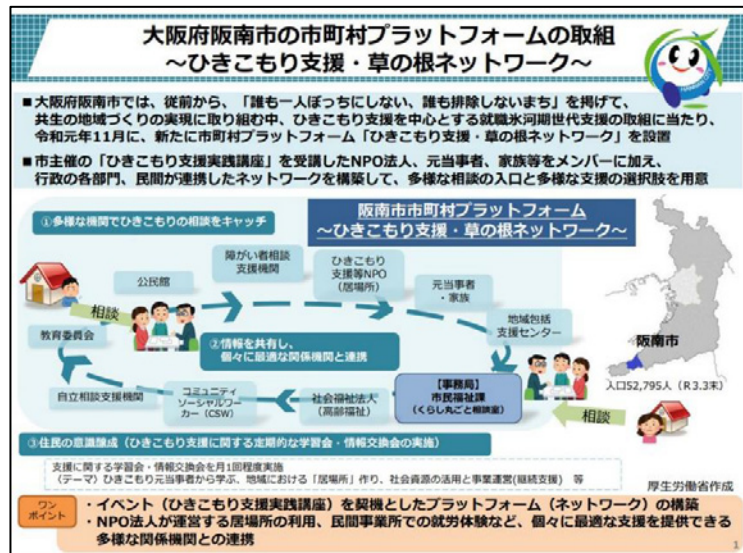 大阪府阪南市の市町村プラットフォームの取組
～ひきこもり支援・草の根ネットワーク～
■大阪府阪南市では、従前から、「誰も一人ぼっちにしない、誰も排除しないまち」を掲げて、
共生の地域づくりの実現に取り組む中、ひきこもり支援を中心とする就職氷河期世代支援の取組に当たり、
令和元年11月に、新たに市町村プラットフォーム「ひきこもり支援・草の根ネットワーク」を設置
■市主催の「ひきこもり支援実践講座」を受講したNPO法人、元当事者、家族等をメンバーに加え、
行政の各部門、民間が連携したネットワークを構築して、多様な相談の入口と多様な支援の選択肢を用意
①多様な機関でひきこもりの相談をキャッチ
阪南市市町村プラットフォーム
～ひきこもり支援・草の根ネットワーク～
公民館
障がい者相談
支援機関
ひきこもり
支援等NPO
（居場所）
元当事者
・家族
地域包括
支援センター
相談
教育委員会
②情報を共有し、
個々に最適な関係機関と連携
自立相談支援機関
コミュニティ
ソーシャルワー
カー（CSW）
社会福祉法人
（高齢福祉）
【事務局】
市民福祉課
（くらし丸ごと相談室）
相談
阪南市
人口52,795人（R3.3末）
③住民の意識醸成（ひきこもり支援に関する定期的な学習会・情報交換会の実施）
支援に関する学習会・情報交換会を月1回程度実施
（テーマ）ひきこもり元当事者から学ぶ、地域における「居場所」作り、社会資源の活用と事業運営(継続支援)　等
厚生労働省作成
ワン
ポイント
・イベント（ひきこもり支援実践講座）を契機としたプラットフォーム（ネットワーク）の構築
・NPO法人が運営する居場所の利用、民間事業所での就労体験など、個々に最適な支援を提供できる
多様な関係機関との連携
1